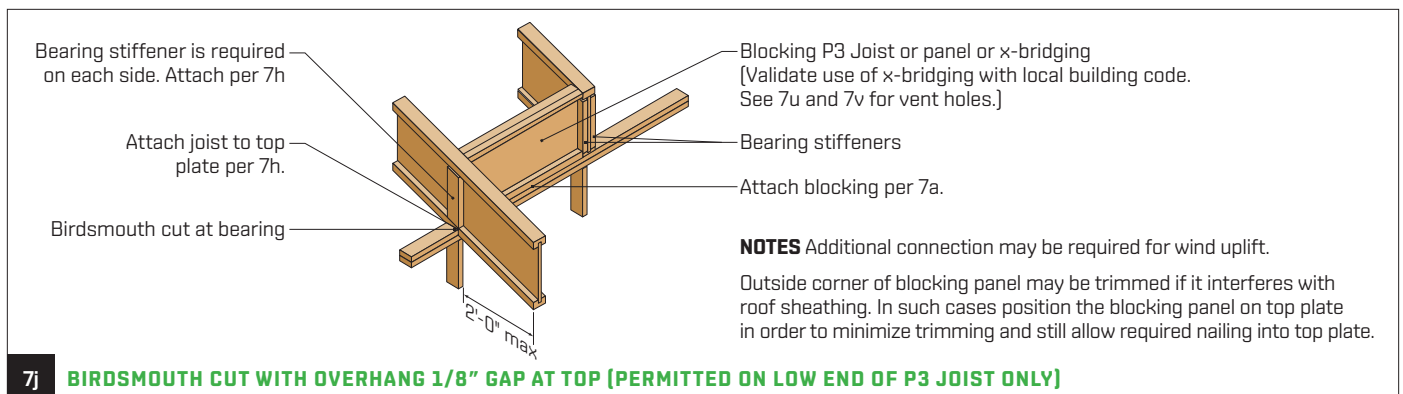 Bearing stiffener is required
on each side. Attach per 7h
Attach joist to top
plate per 7h.
Birdsmouth cut at bearing
2'-0" max
Blocking P3 Joist or panel or x-bridging
(Validate use of x-bridging with local building code.
See 7u and 7v for vent holes.)
Bearing stiffeners
Attach blocking per 7a.
NOTES Additional connection may be required for wind uplift.
Outside corner of blocking panel may be trimmed if it interferes with
roof sheathing. In such cases position the blocking panel on top plate
in order to minimize trimming and still allow required nailing into top plate.
7j BIRDSMOUTH CUT WITH OVERHANG 1/8” GAP AT TOP (PERMITTED ON LOW END OF P3 JOIST ONLY)